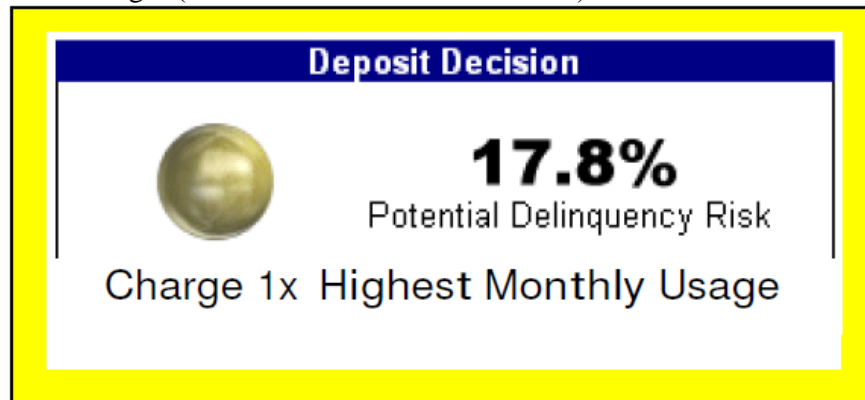 Deposit Decision
17.8%
Potential Delinquency Risk
Charge 1x Highest Monthly Usage